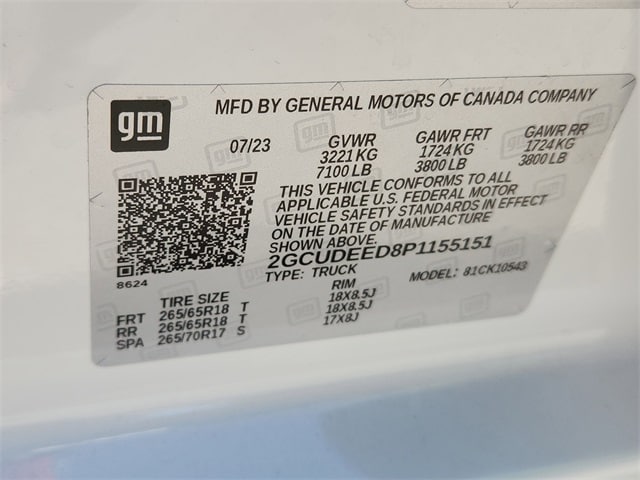 gm
MFD BY GENERAL MOTORS OF CANADA COMPANY
07/23 GVWR GAWR FRT GAWR RR
3221 KG 1724 KG 1724 KG
7100 LB 3800 LB 3800 LB
THIS VEHICLE CONFORMS TO ALL
APPLICABLE U.S. FEDERAL MOTOR
VEHICLE SAFETY STANDARDS IN EFFECT
ON THE DATE OF MANUFACTURE
SHOWN ABOVE.
2GCUDEED8P1155151
8624
TYPE: TRUCK MODEL: 81CK10543
TIRE SIZE RIM
FRT 265/65R18 T 18X8.5J
RR 265/65R18 T 18X8.5J
SPA 265/70R17 S 17X8J